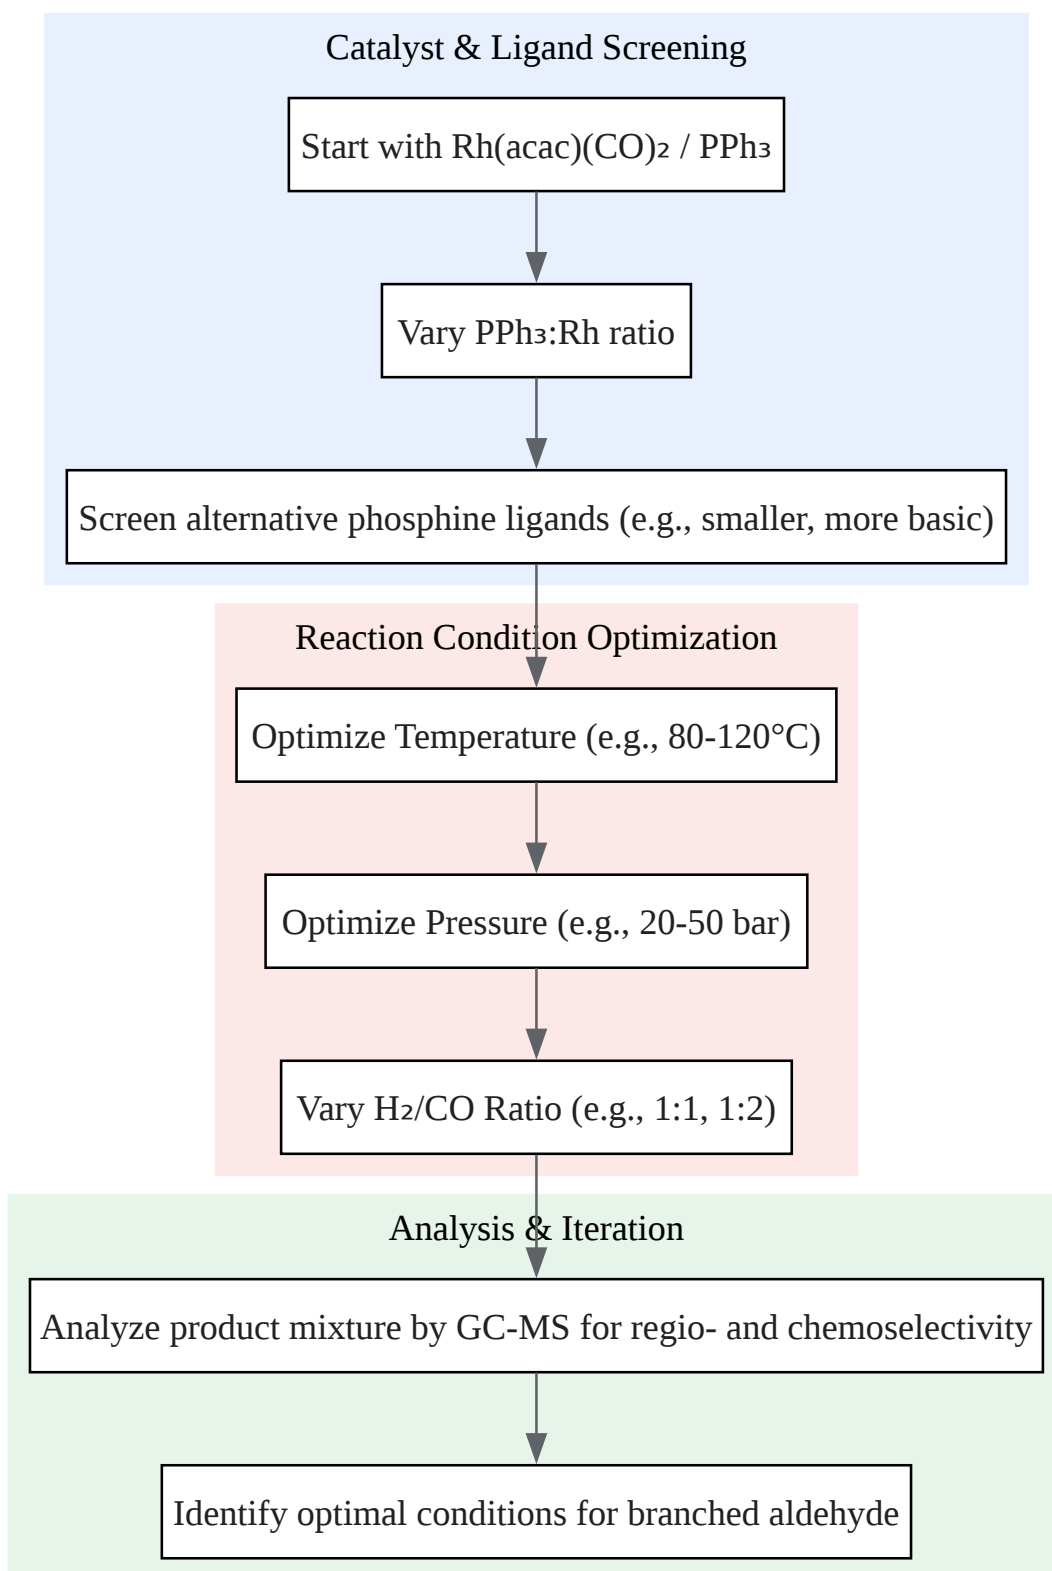 Catalyst & Ligand Screening
Start with Rh(acac)(CO)₂ / PPh₃
Vary PPh₃:Rh ratio
Screen alternative phosphine ligands (e.g., smaller, more basic)
Reaction Condition Optimization
Optimize Temperature (e.g., 80-120°C)
Optimize Pressure (e.g., 20-50 bar)
Vary H₂/CO Ratio (e.g., 1:1, 1:2)
Analysis & Iteration
Analyze product mixture by GC-MS for regio- and chemoselectivity
Identify optimal conditions for branched aldehyde